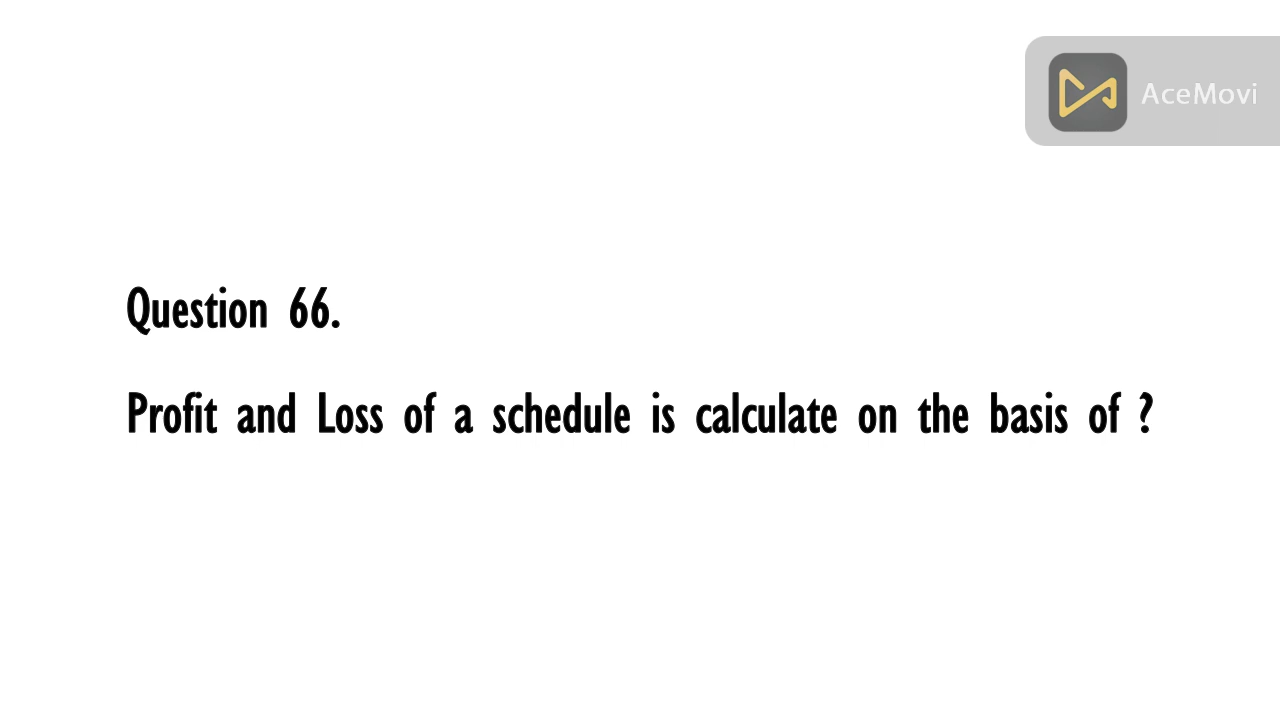 AceMovi
Question 66.
Profit and Loss of a schedule is calculate on the basis of ?